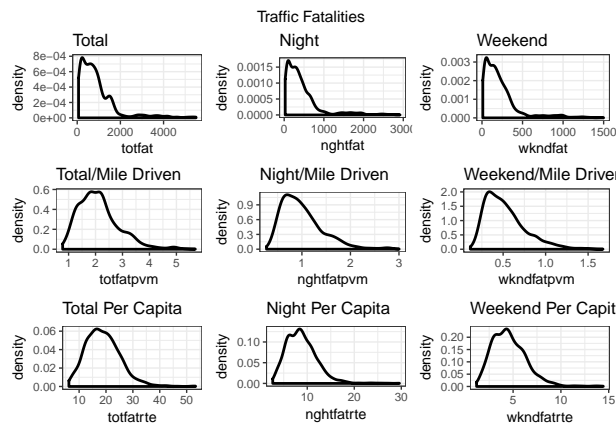 Traffic Fatalities
Total
8e−04
6e−04
4e−04
2e−04
0e+00
density
0 2000 4000
totfat
Night
0.0015
0.0010
0.0005
0.0000
density
0 1000 2000 3000
nghtfat
Weekend
0.003
0.002
0.001
0.000
density
0 500 1000 1500
wkndfat
Total/Mile Driven
0.6
0.4
0.2
0.0
density
1 2 3 4 5
totfatpvm
Night/Mile Driven
0.9
0.6
0.3
0.0
density
1 2 3
nghtfatpvm
Weekend/Mile Driven
2.0
1.5
1.0
0.5
0.0
density
0.5 1.0 1.5
wkndfatpvm
Total Per Capita
0.06
0.04
0.02
0.00
density
10 20 30 40 50
totfatrte
Night Per Capita
0.10
0.05
0.00
density
10 20 30
nghtfatrte
Weekend Per Capit
0.20
0.15
0.10
0.05
0.00
density
5 10 15
wkndfatrte